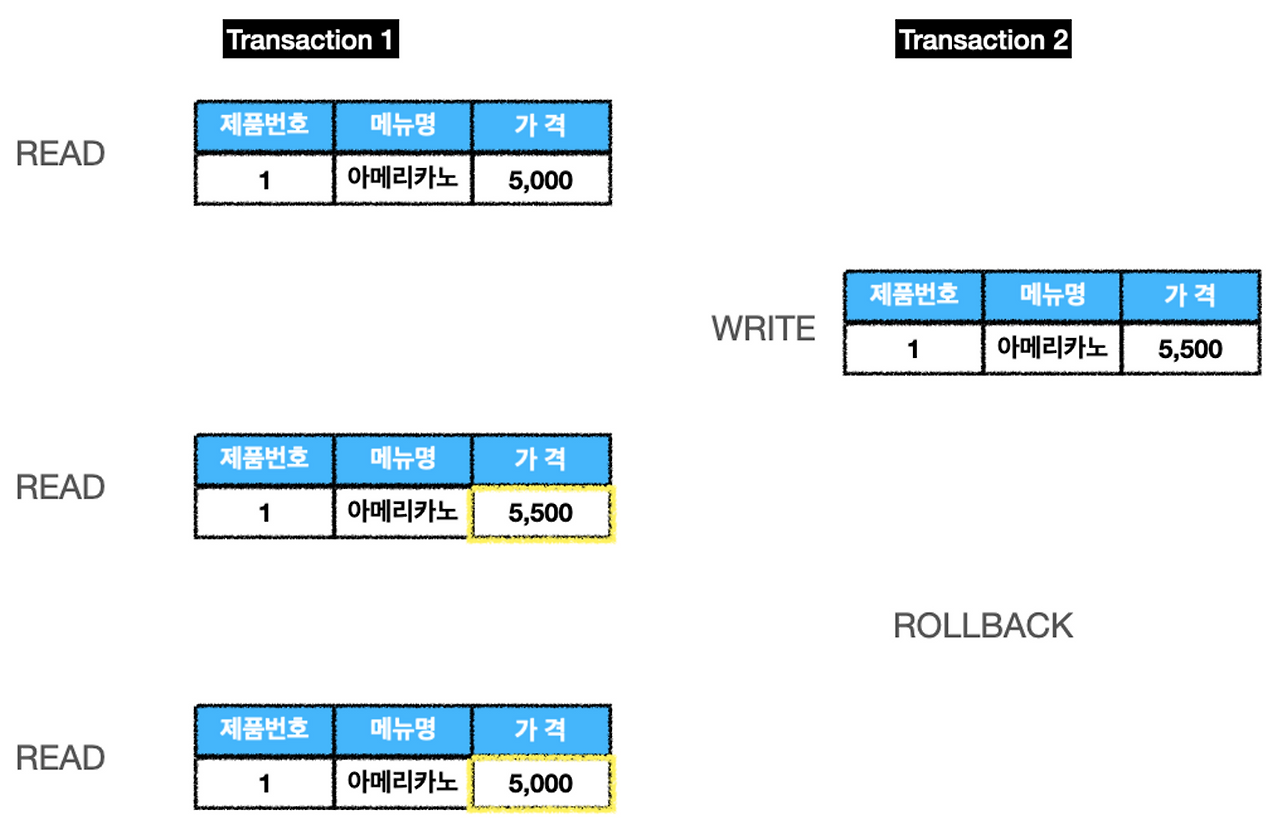 Transaction 1
Transaction 2
READ
제품번호 메뉴명 가 격
1 아메리카노 5,000
WRITE
제품번호 메뉴명 가 격
1 아메리카노 5,500
READ
제품번호 메뉴명 가 격
1 아메리카노 5,500
ROLLBACK
READ
제품번호 메뉴명 가 격
1 아메리카노 5,000